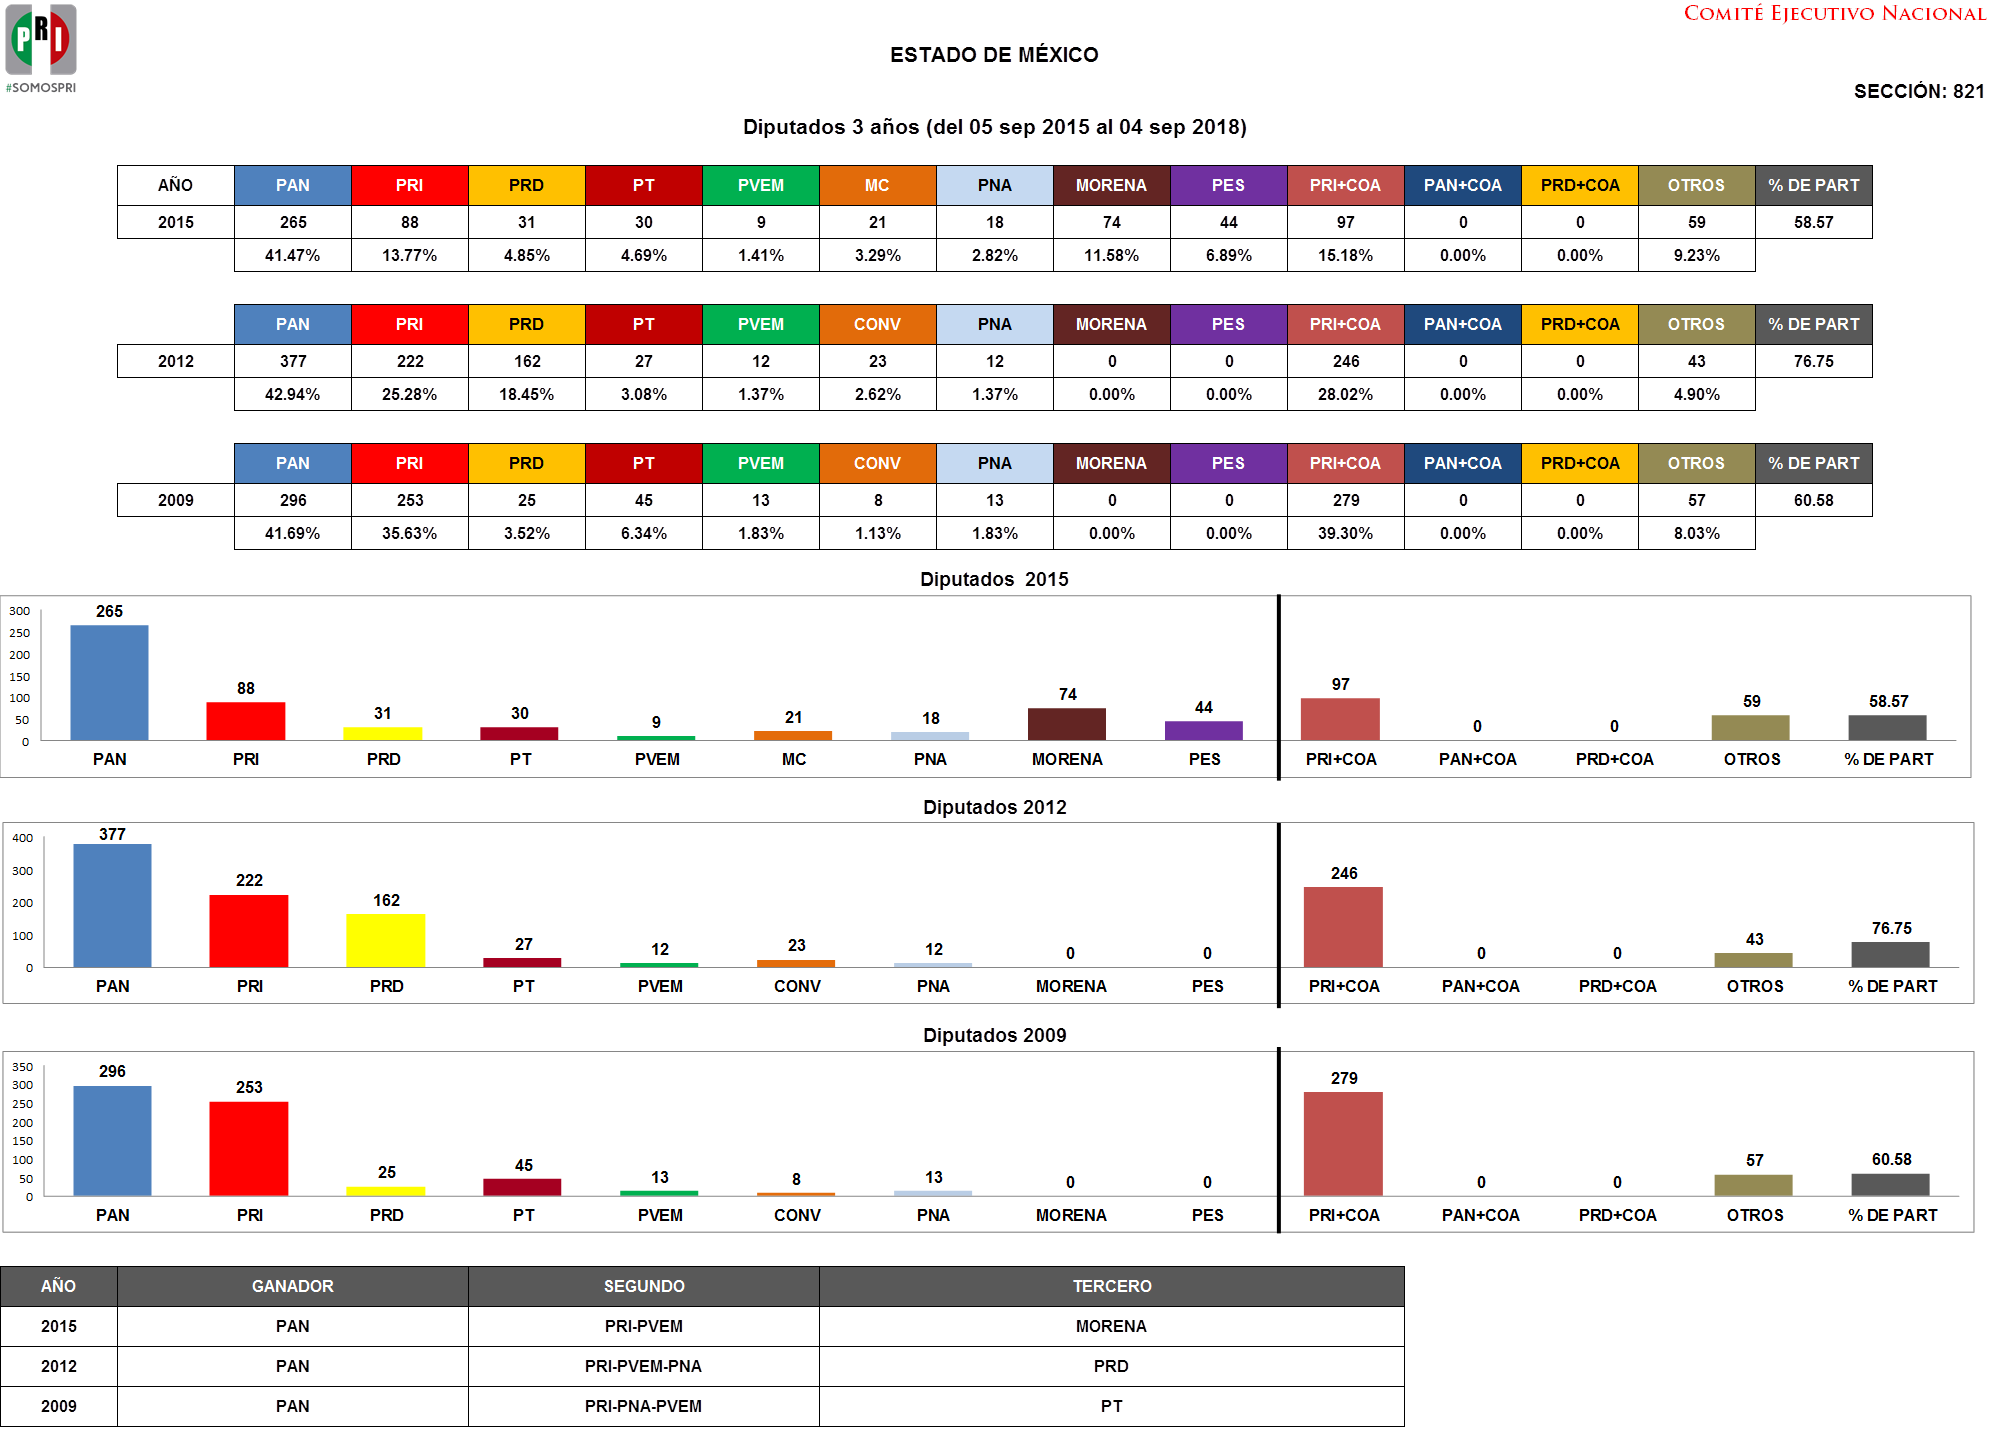 PRI
#SOMOSPRI
COMITÉ EJECUTIVO NACIONAL
ESTADO DE MÉXICO
SECCIÓN: 821
Diputados 3 años (del 05 sep 2015 al 04 sep 2018)
AÑO PAN PRI PRD PT PVEM MC PNA MORENA PES PRI+COA PAN+COA PRD+COA OTROS % DE PART
2015 265 88 31 30 9 21 18 74 44 97 0 0 59 58.57
41.47% 13.77% 4.85% 4.69% 1.41% 3.29% 2.82% 11.58% 6.89% 15.18% 0.00% 0.00% 9.23%
PAN PRI PRD PT PVEM CONV PNA MORENA PES PRI+COA PAN+COA PRD+COA OTROS % DE PART
2012 377 222 162 27 12 23 12 0 0 246 0 0 43 76.75
42.94% 25.28% 18.45% 3.08% 1.37% 2.62% 1.37% 0.00% 0.00% 28.02% 0.00% 0.00% 4.90%
PAN PRI PRD PT PVEM CONV PNA MORENA PES PRI+COA PAN+COA PRD+COA OTROS % DE PART
2009 296 253 25 45 13 8 13 0 0 279 0 0 57 60.58
41.69% 35.63% 3.52% 6.34% 1.83% 1.13% 1.83% 0.00% 0.00% 39.30% 0.00% 0.00% 8.03%
Diputados 2015
300
250
200
150
100
50
0
265 88 31 30 9 21 18 74 44 97 0 0 59 58.57
PAN PRI PRD PT PVEM MC PNA MORENA PES PRI+COA PAN+COA PRD+COA OTROS % DE PART
Diputados 2012
400
300
200
100
0
377 222 162 27 12 23 12 0 0 246 0 0 43 76.75
PAN PRI PRD PT PVEM CONV PNA MORENA PES PRI+COA PAN+COA PRD+COA OTROS % DE PART
Diputados 2009
350
300
250
200
150
100
50
0
296 253 25 45 13 8 13 0 0 279 0 0 57 60.58
PAN PRI PRD PT PVEM CONV PNA MORENA PES PRI+COA PAN+COA PRD+COA OTROS % DE PART
AÑO GANADOR SEGUNDO TERCERO
2015 PAN PRI-PVEM MORENA
2012 PAN PRI-PVEM-PNA PRD
2009 PAN PRI-PNA-PVEM PT